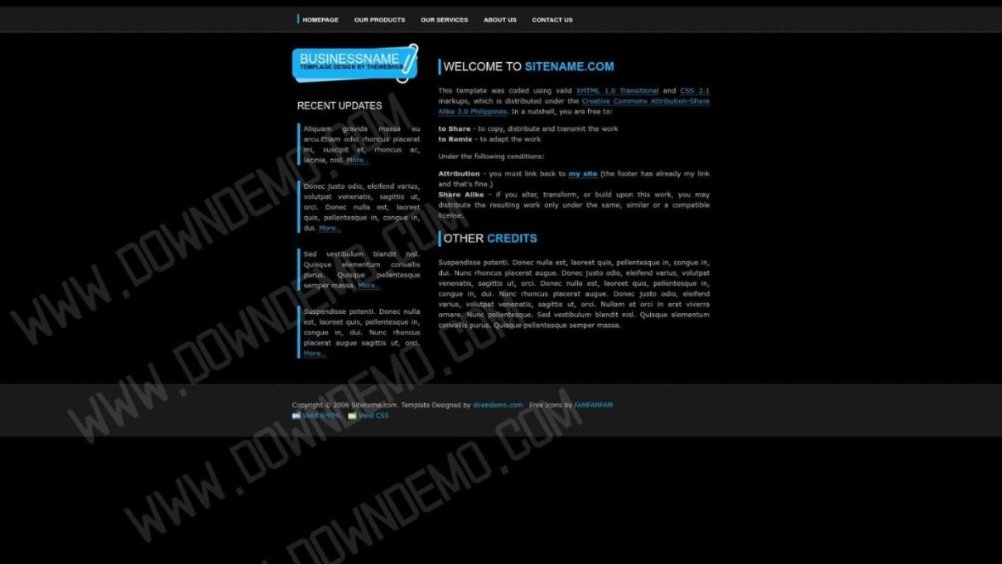 HOMEPAGE OUR PRODUCTS OUR SERVICES ABOUT US CONTACT US
BUSINESSNAME
TEMPLAGE DESIGN BY THEWEBHUB
RECENT UPDATES
Aliquam gravida massa eu
arcu.Etiam odio rhoncus placerat
mi, suscipit et, rhoncus ac,
lacinia, nisl. More...
Donec justo odio, eleifend varius,
volutpat venenatis, sagittis ut,
orci. Donec nulla est, laoreet
quis, pellentesque in, congue in,
dui. More...
Sed vestibulum blandit nisl.
Quisque elementum convallis
purus. Quisque pellentesque
semper massa. More...
Suspendisse potenti. Donec nulla
est, laoreet quis, pellentesque in,
congue in, dui. Nunc rhoncus
placerat augue sagittis ut, orci.
More...
WELCOME TO SITENAME.COM
This template was coded using valid XHTML 1.0 Transitional and CSS 2.1
markups, which is distributed under the Creative Commons Attribution-Share
Alike 3.0 Philippines. In a nutshell, you are free to:
to Share - to copy, distribute and transmit the work
to Remix - to adapt the work
Under the following conditions:
Attribution - you must link back to my site (the footer has already my link
and that's fine.)
Share Alike - if you alter, transform, or build upon this work, you may
distribute the resulting work only under the same, similar or a compatible
license.
OTHER CREDITS
Suspendisse potenti. Donec nulla est, laoreet quis, pellentesque in, congue in,
dui. Nunc rhoncus placerat augue. Donec justo odio, eleifend varius, volutpat
venenatis, sagittis ut, orci. Donec nulla est, laoreet quis, pellentesque in,
congue in, dui. Nunc rhoncus placerat augue. Donec justo odio, eleifend
varius, volutpat venenatis, sagittis ut, orci. Nullam et orci in erat viverra
ornare. Nunc pellentesque. Sed vestibulum blandit nisl. Quisque elementum
convallis purus. Quisque pellentesque semper massa.
Copyright © 2006 Sitename.com. Template Designed by downdemo.com Free Icons by FAMFAMFAM
Valid XHTML Valid CSS
WWW.DOWNDEMO.COM
WWW.DOWNDEMO.COM
WWW.DOWNDEMO.COM
WWW.DOWNDEMO.COM